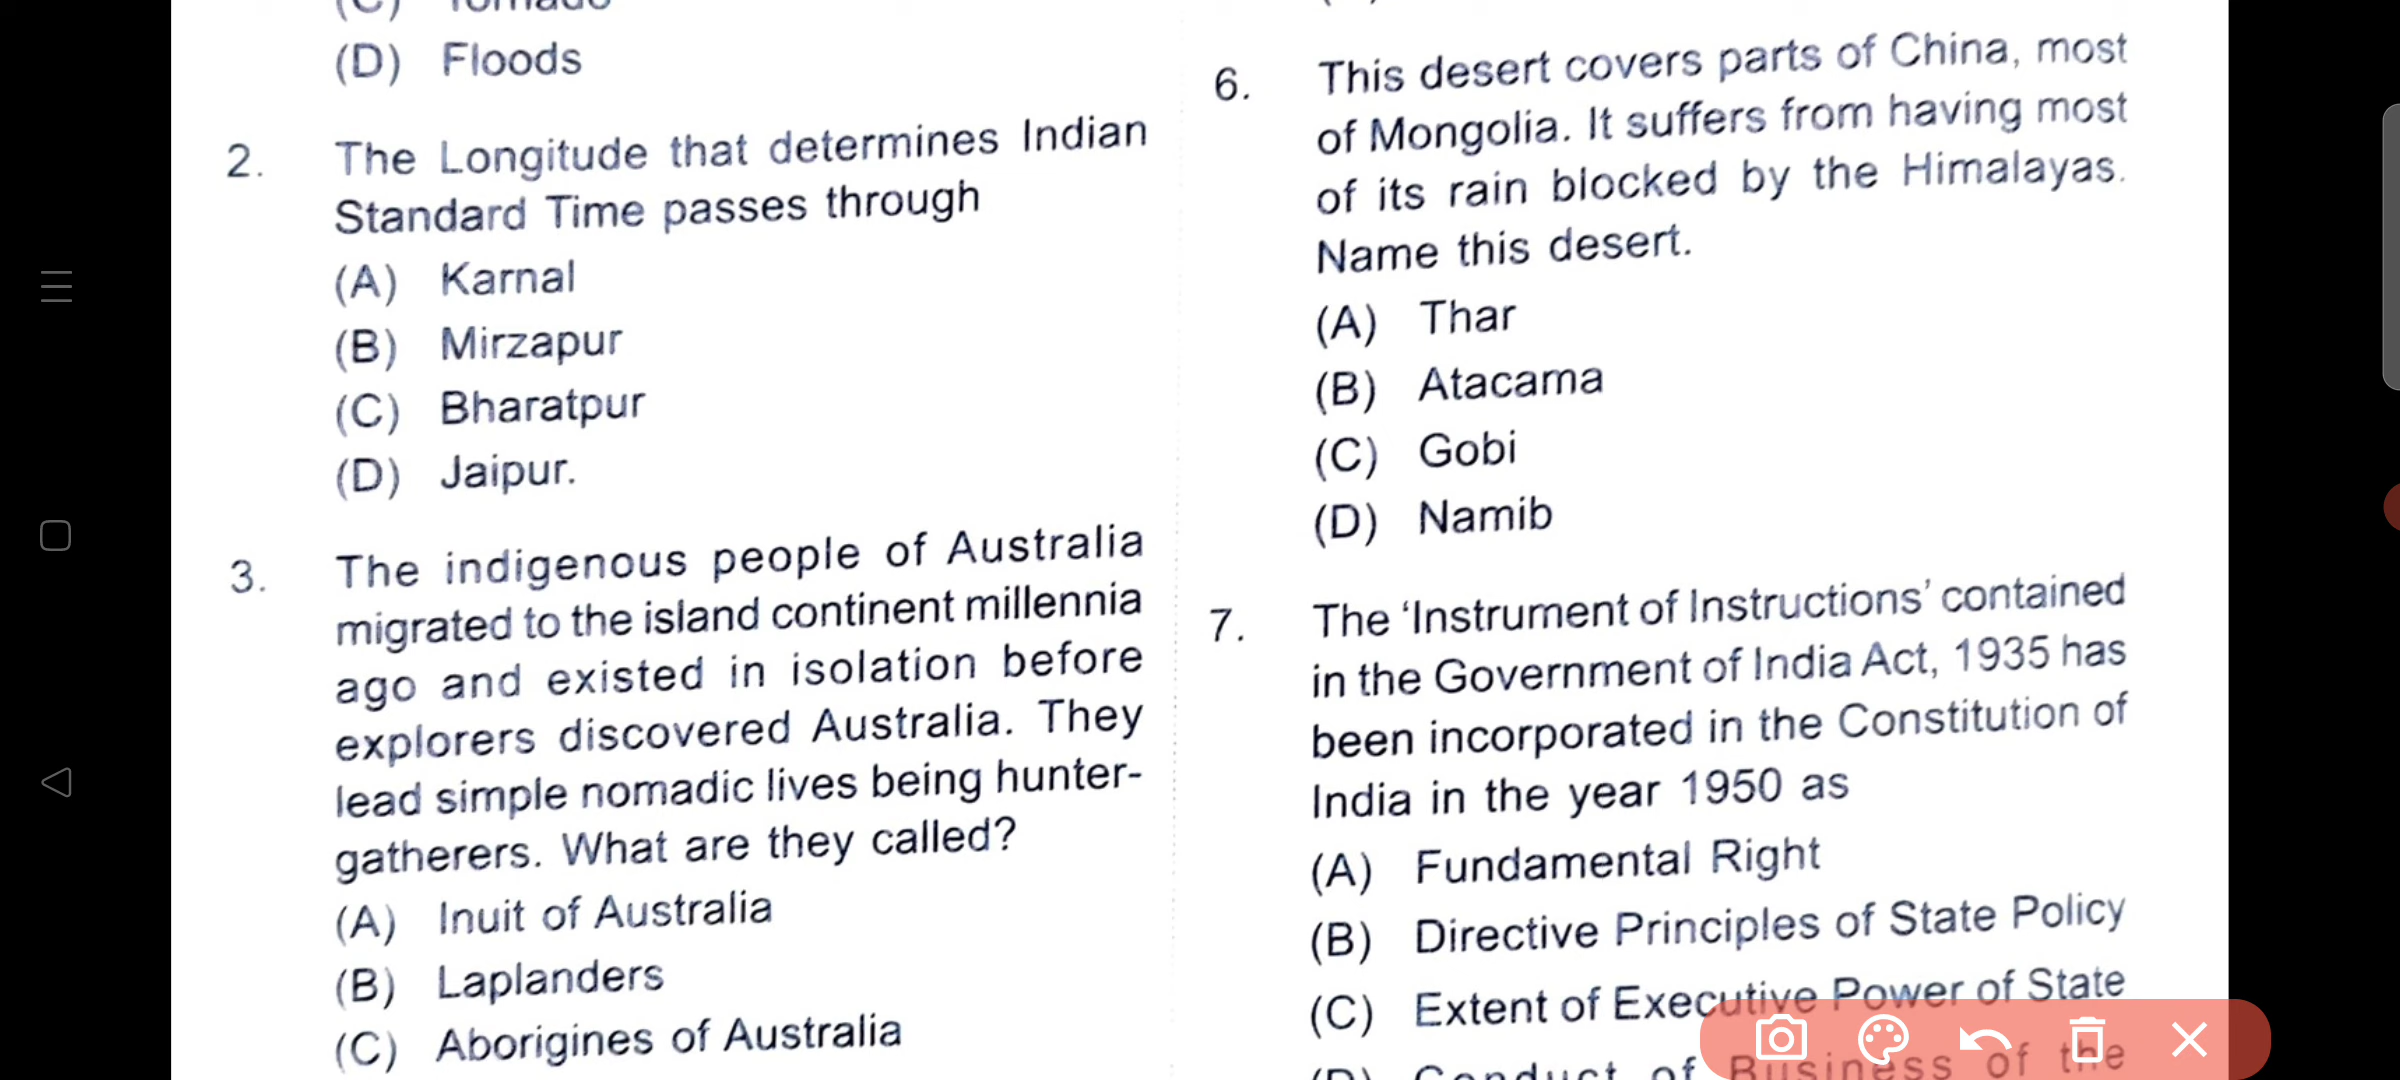 (D) Floods
2. The Longitude that determines Indian
Standard Time passes through
(A) Karnal
(B) Mirzapur
(C) Bharatpur
(D) Jaipur.
3. The indigenous people of Australia
migrated to the island continent millennia
ago and existed in isolation before
explorers discovered Australia. They
lead simple nomadic lives being hunter-
gatherers. What are they called?
(A) Inuit of Australia
(B) Laplanders
(C) Aborigines of Australia
6. This desert covers parts of China, most
of Mongolia. It suffers from having most
of its rain blocked by the Himalayas.
Name this desert.
(A) Thar
(B) Atacama
(C) Gobi
(D) Namib
7. The ‘Instrument of Instructions’ contained
in the Government of India Act, 1935 has
been incorporated in the Constitution of
India in the year 1950 as
(A) Fundamental Right
(B) Directive Principles of State Policy
(C) Extent of Executive Power of State
(D) Conduct of Business of the